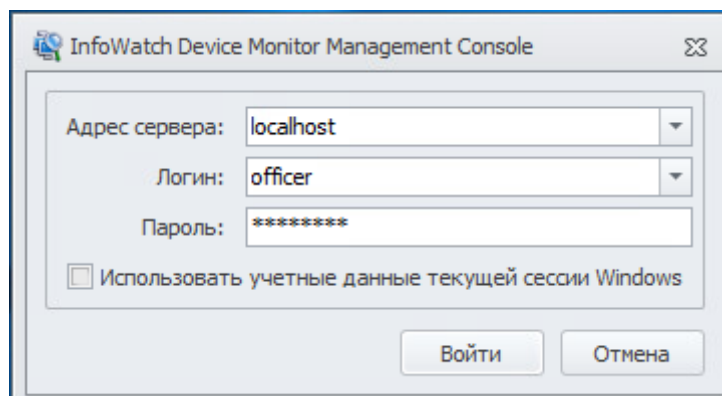 InfoWatch Device Monitor Management Console
Адрес сервера: localhost
Логин: officer
Пароль: ********
Использовать учетные данные текущей сессии Windows
Войти Отмена